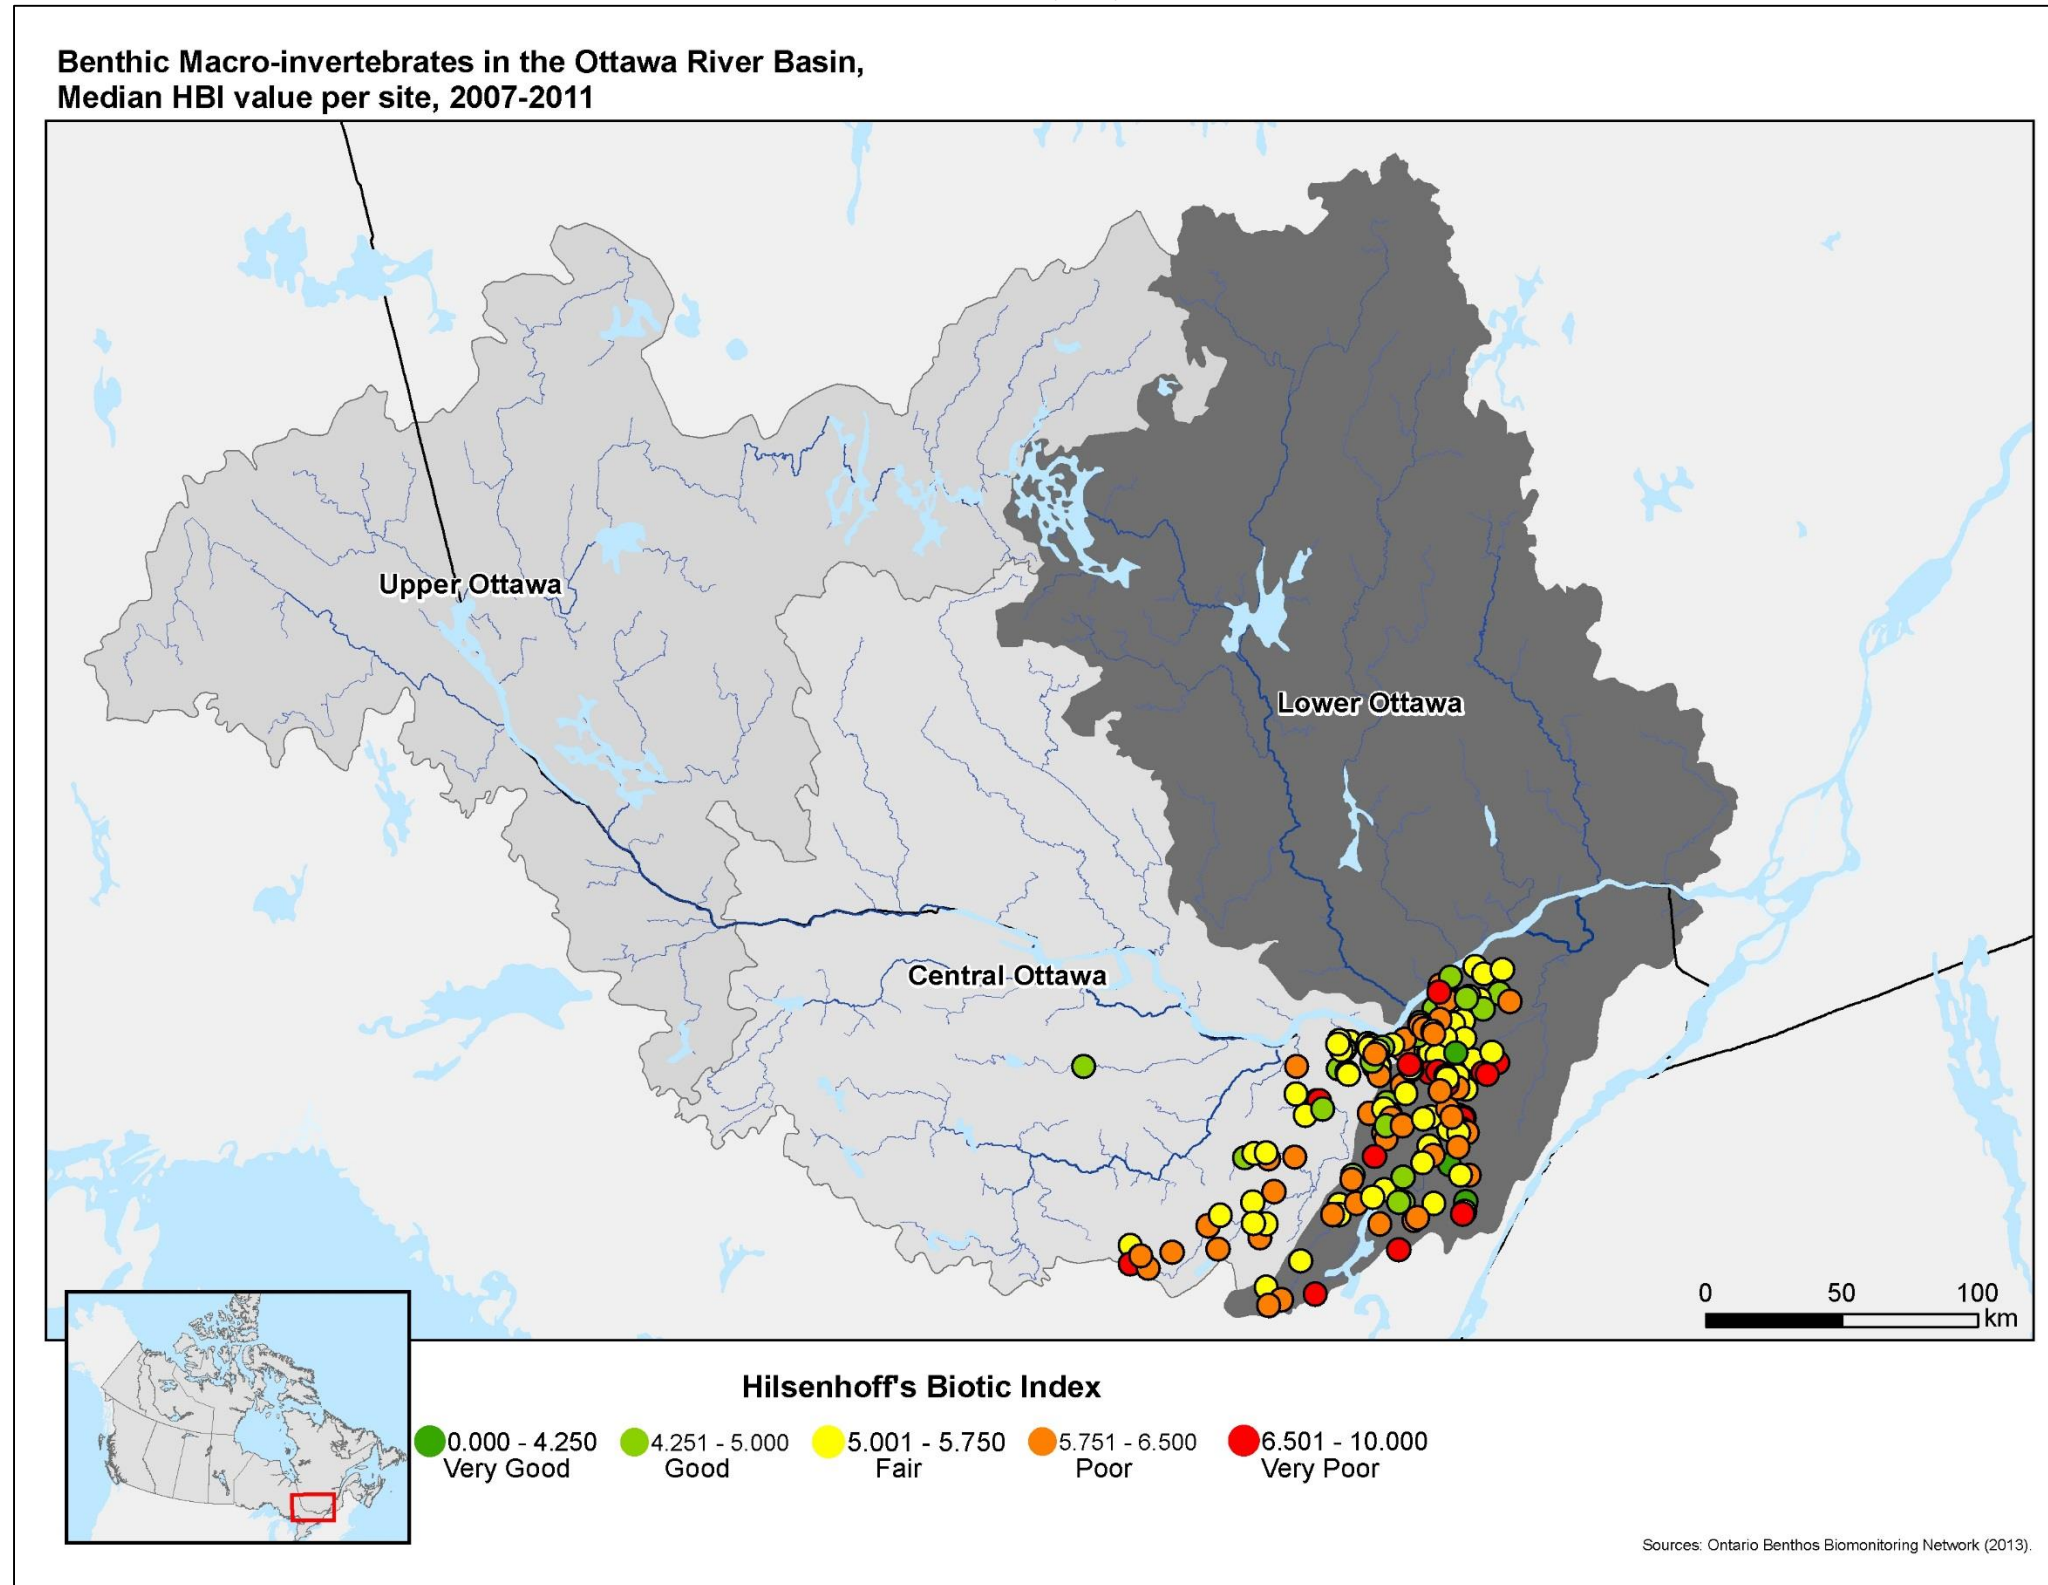 Benthic Macro-invertebrates in the Ottawa River Basin,
Median HBI value per site, 2007-2011
Upper Ottawa
Lower Ottawa
Central Ottawa
0 50 100
km
Hilsenhoff's Biotic Index
0.000 - 4.250 4.251 - 5.000 5.001 - 5.750 5.751 - 6.500 6.501 - 10.000
Very Good Good Fair Poor Very Poor
Sources: Ontario Benthos Biomonitoring Network (2013).